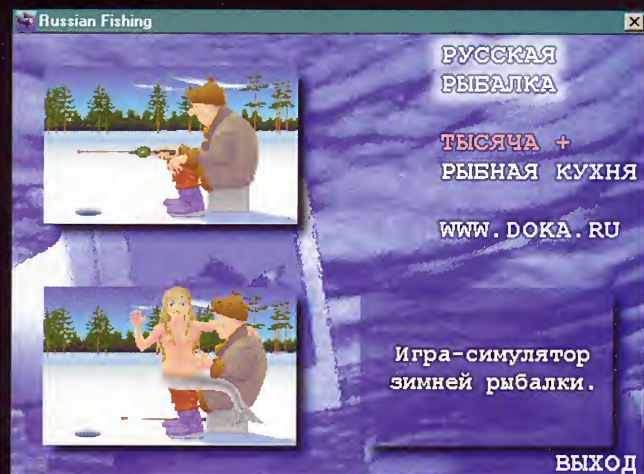 Russian Fishing
РУССКАЯ
РЫБАЛКА
ТЫСЯЧА +
РЫБНАЯ КУХНЯ
WWW.DOKA.RU
Игра-симулятор
зимней рыбалки.
ВЫХОД